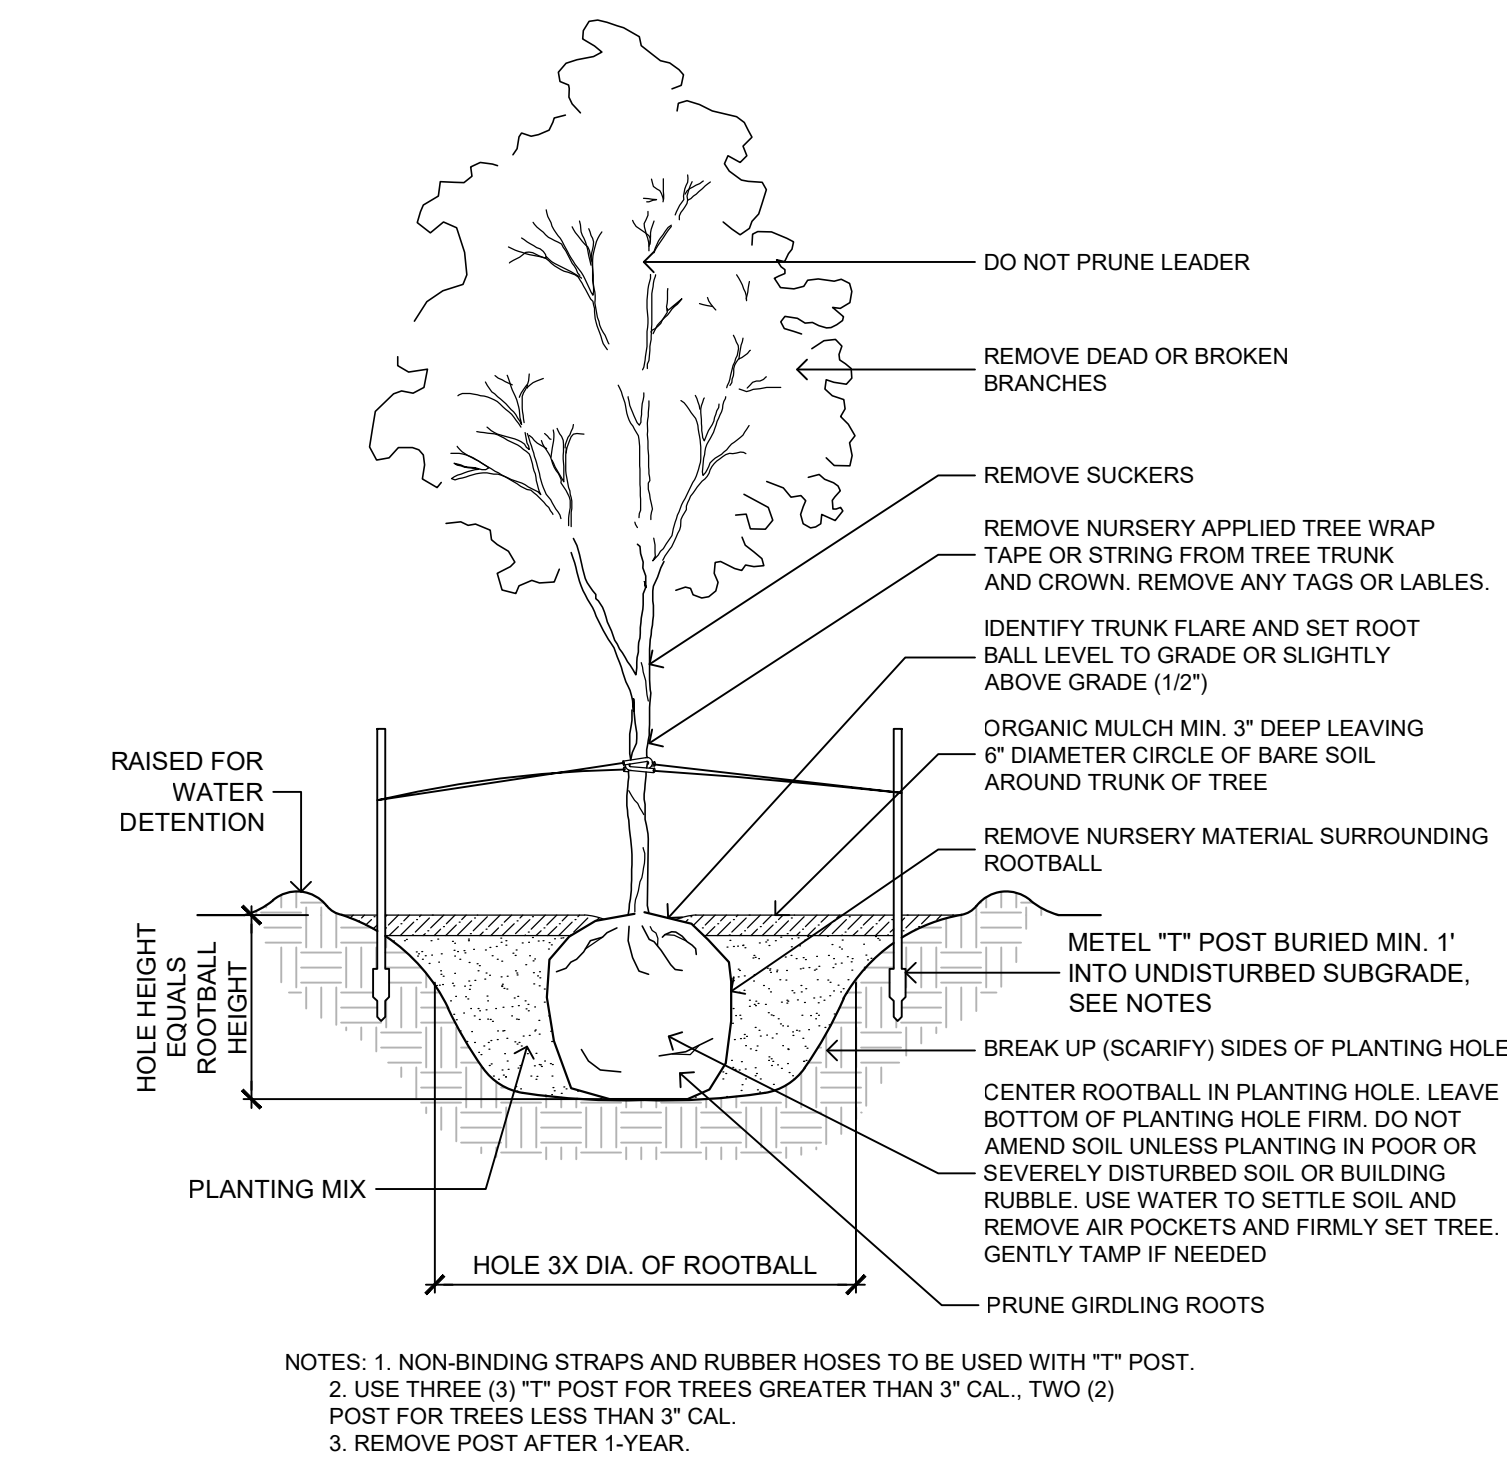 DO NOT PRUNE LEADER
REMOVE DEAD OR BROKEN
BRANCHES
REMOVE SUCKERS
REMOVE NURSERY APPLIED TREE WRAP
TAPE OR STRING FROM TREE TRUNK
AND CROWN. REMOVE ANY TAGS OR LABLES.
IDENTIFY TRUNK FLARE AND SET ROOT
BALL LEVEL TO GRADE OR SLIGHTLY
ABOVE GRADE (1/2")
ORGANIC MULCH MIN. 3" DEEP LEAVING
6" DIAMETER CIRCLE OF BARE SOIL
AROUND TRUNK OF TREE
RAISED FOR
WATER
DETENTION
REMOVE NURSERY MATERIAL SURROUNDING
ROOTBALL
HOLE HEIGHT
EQUALS
ROOTBALL
HEIGHT
METEL "T" POST BURIED MIN. 1'
INTO UNDISTURBED SUBGRADE,
SEE NOTES
BREAK UP (SCARIFY) SIDES OF PLANTING HOLE
CENTER ROOTBALL IN PLANTING HOLE. LEAVE
BOTTOM OF PLANTING HOLE FIRM. DO NOT
AMEND SOIL UNLESS PLANTING IN POOR OR
SEVERELY DISTURBED SOIL OR BUILDING
RUBBLE. USE WATER TO SETTLE SOIL AND
REMOVE AIR POCKETS AND FIRMLY SET TREE.
GENTLY TAMP IF NEEDED
PLANTING MIX
HOLE 3X DIA. OF ROOTBALL
PRUNE GIRDLING ROOTS
NOTES: 1. NON-BINDING STRAPS AND RUBBER HOSES TO BE USED WITH "T" POST.
2. USE THREE (3) "T" POST FOR TREES GREATER THAN 3" CAL., TWO (2)
POST FOR TREES LESS THAN 3" CAL.
3. REMOVE POST AFTER 1-YEAR.